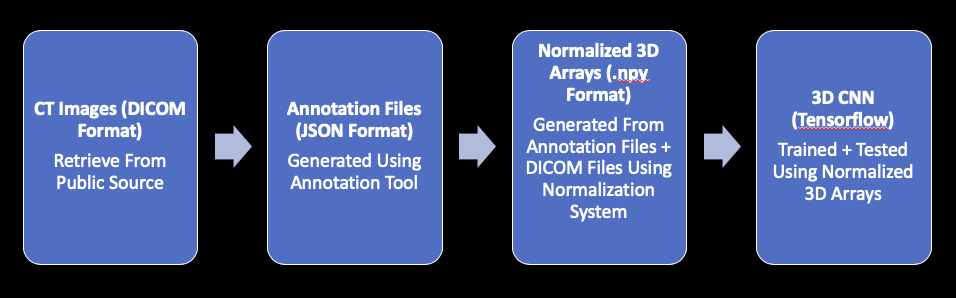 CT Images (DICOM
Format)
Retrieve From
Public Source
Annotation Files
(JSON Format)
Generated Using
Annotation Tool
Normalized 3D
Arrays (.npy
Format)
Generated From
Annotation Files +
DICOM Files Using
Normalization
System
3D CNN
(Tensorflow)
Trained + Tested
Using Normalized
3D Arrays